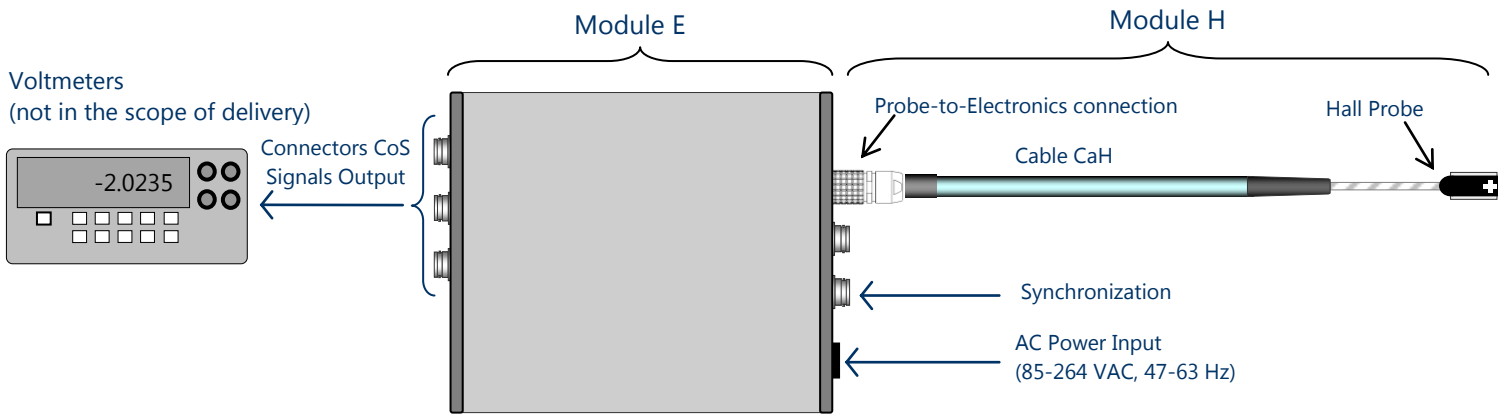 Module E
Module H
Voltmeters
(not in the scope of delivery)
Connectors CoS
Signals Output
-2.0235
Probe-to-Electronics connection
Hall Probe
Cable CaH
Synchronization
AC Power Input
(85-264 VAC, 47-63 Hz)